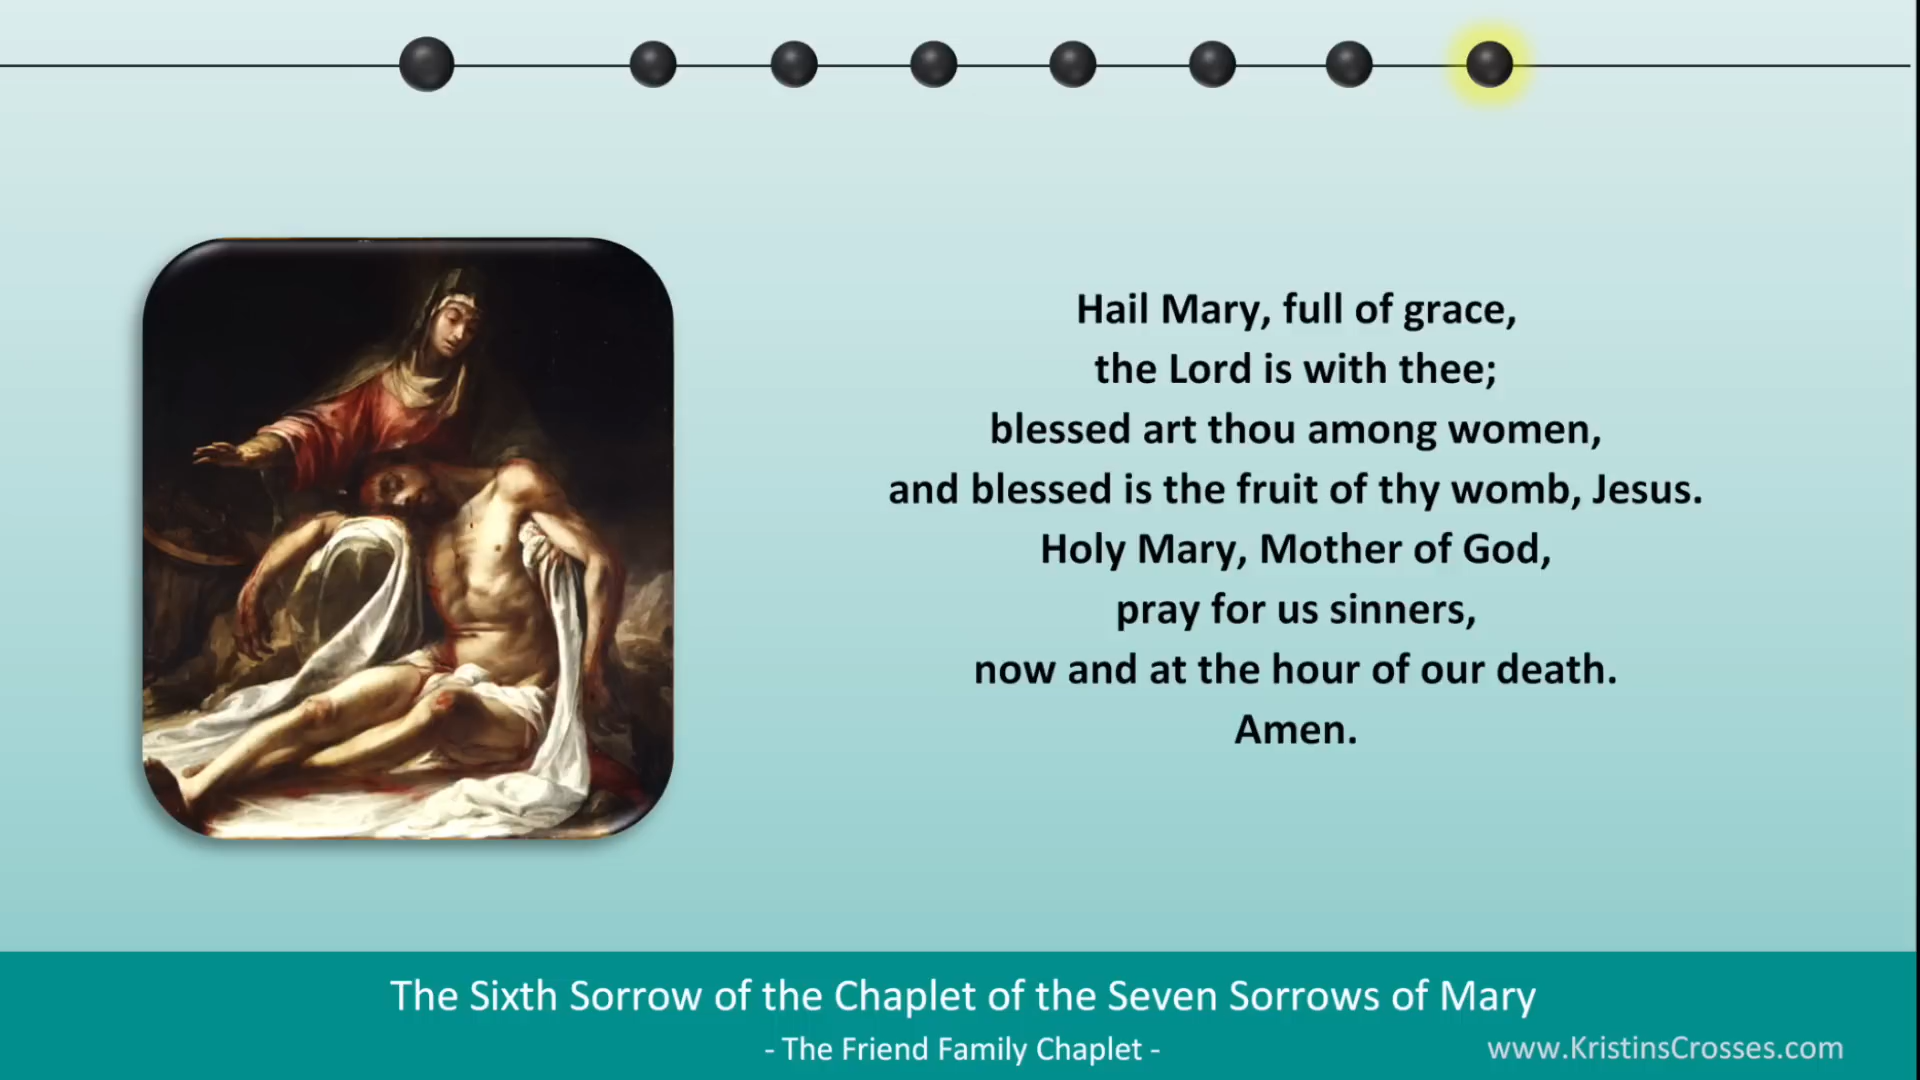 Hail Mary, full of grace,
the Lord is with thee;
blessed art thou among women,
and blessed is the fruit of thy womb, Jesus.
Holy Mary, Mother of God,
pray for us sinners,
now and at the hour of our death.
Amen.
The Sixth Sorrow of the Chaplet of the Seven Sorrows of Mary
- The Friend Family Chaplet -
www.KristinsCrosses.com